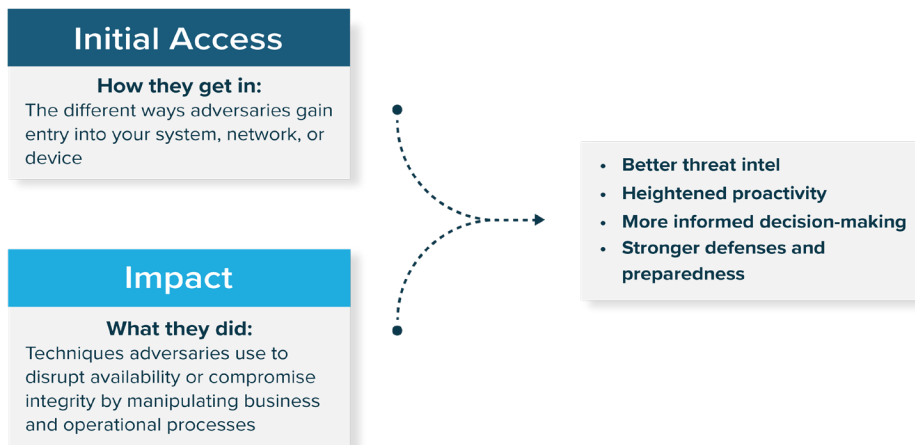 Initial Access
How they get in:
The different ways adversaries gain
entry into your system, network, or
device
Impact
What they did:
Techniques adversaries use to
disrupt availability or compromise
integrity by manipulating business
and operational processes
• Better threat intel
• Heightened proactivity
• More informed decision-making
• Stronger defenses and
preparedness